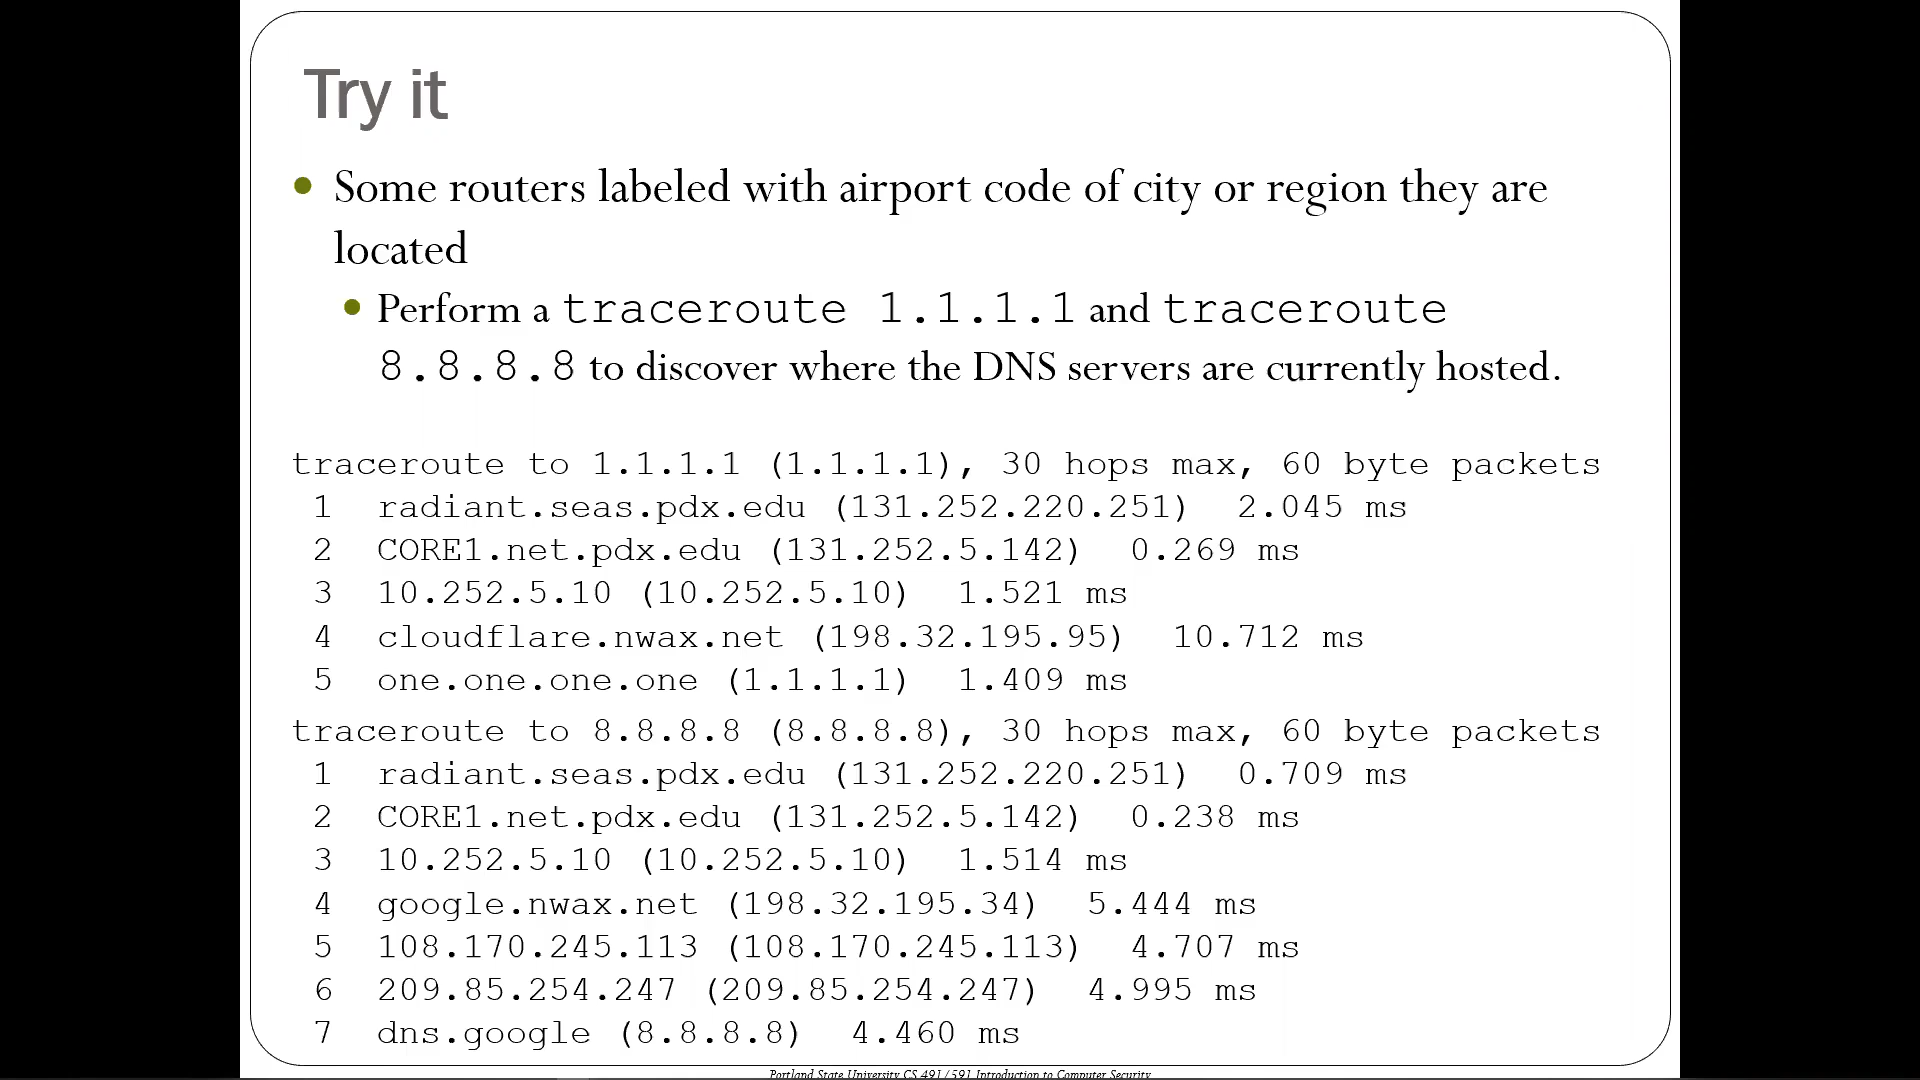 Try it
Some routers labeled with airport code of city or region they are
located
Perform a traceroute 1.1.1.1 and traceroute
8.8.8.8 to discover where the DNS servers are currently hosted.
traceroute to 1.1.1.1 (1.1.1.1), 30 hops max, 60 byte packets
1 radiant.seas.pdx.edu (131.252.220.251) 2.045 ms
2 CORE1.net.pdx.edu (131.252.5.142) 0.269 ms
3 10.252.5.10 (10.252.5.10) 1.521 ms
4 cloudflare.nwax.net (198.32.195.95) 10.712 ms
5 one.one.one.one (1.1.1.1) 1.409 ms
traceroute to 8.8.8.8 (8.8.8.8), 30 hops max, 60 byte packets
1 radiant.seas.pdx.edu (131.252.220.251) 0.709 ms
2 CORE1.net.pdx.edu (131.252.5.142) 0.238 ms
3 10.252.5.10 (10.252.5.10) 1.514 ms
4 google.nwax.net (198.32.195.34) 5.444 ms
5 108.170.245.113 (108.170.245.113) 4.707 ms
6 209.85.254.247 (209.85.254.247) 4.995 ms
7 dns.google (8.8.8.8) 4.460 ms
Portland State University CS 491/591 Introduction to Computer Security